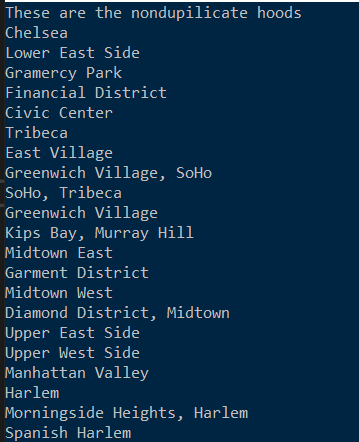 These are the nondupilicate hoods
Chelsea
Lower East Side
Gramercy Park
Financial District
Civic Center
Tribeca
East Village
Greenwich Village, SoHo
SoHo, Tribeca
Greenwich Village
Kips Bay, Murray Hill
Midtown East
Garment District
Midtown West
Diamond District, Midtown
Upper East Side
Upper West Side
Manhattan Valley
Harlem
Morningside Heights, Harlem
Spanish Harlem